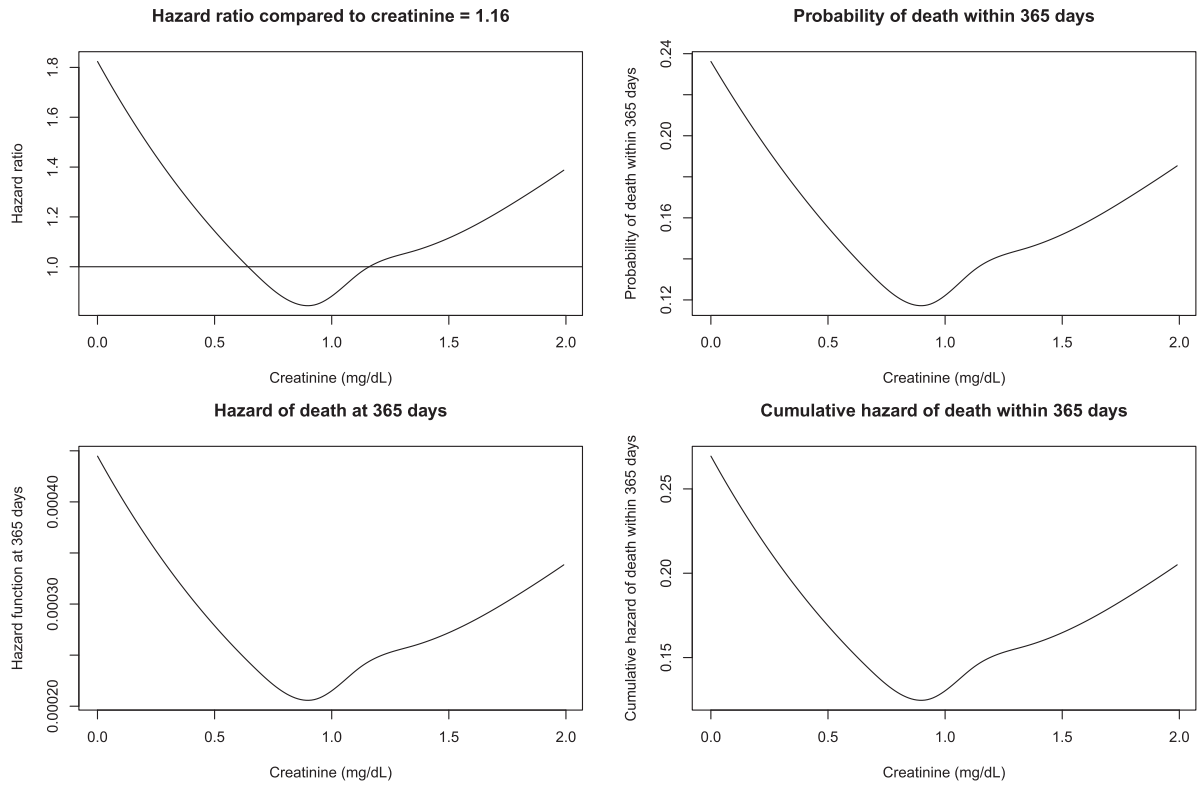 Hazard ratio compared to creatinine = 1.16
Hazard ratio
1.8
1.6
1.4
1.2
1.0
0.0 0.5 1.0 1.5 2.0
Creatinine (mg/dL)
Probability of death within 365 days
Probability of death within 365 days
0.24
0.20
0.16
0.12
0.0 0.5 1.0 1.5 2.0
Creatinine (mg/dL)
Hazard of death at 365 days
Hazard function at 365 days
0.00040
0.00030
0.00020
0.0 0.5 1.0 1.5 2.0
Creatinine (mg/dL)
Cumulative hazard of death within 365 days
Cumulative hazard of death within 365 days
0.25
0.20
0.15
0.0 0.5 1.0 1.5 2.0
Creatinine (mg/dL)